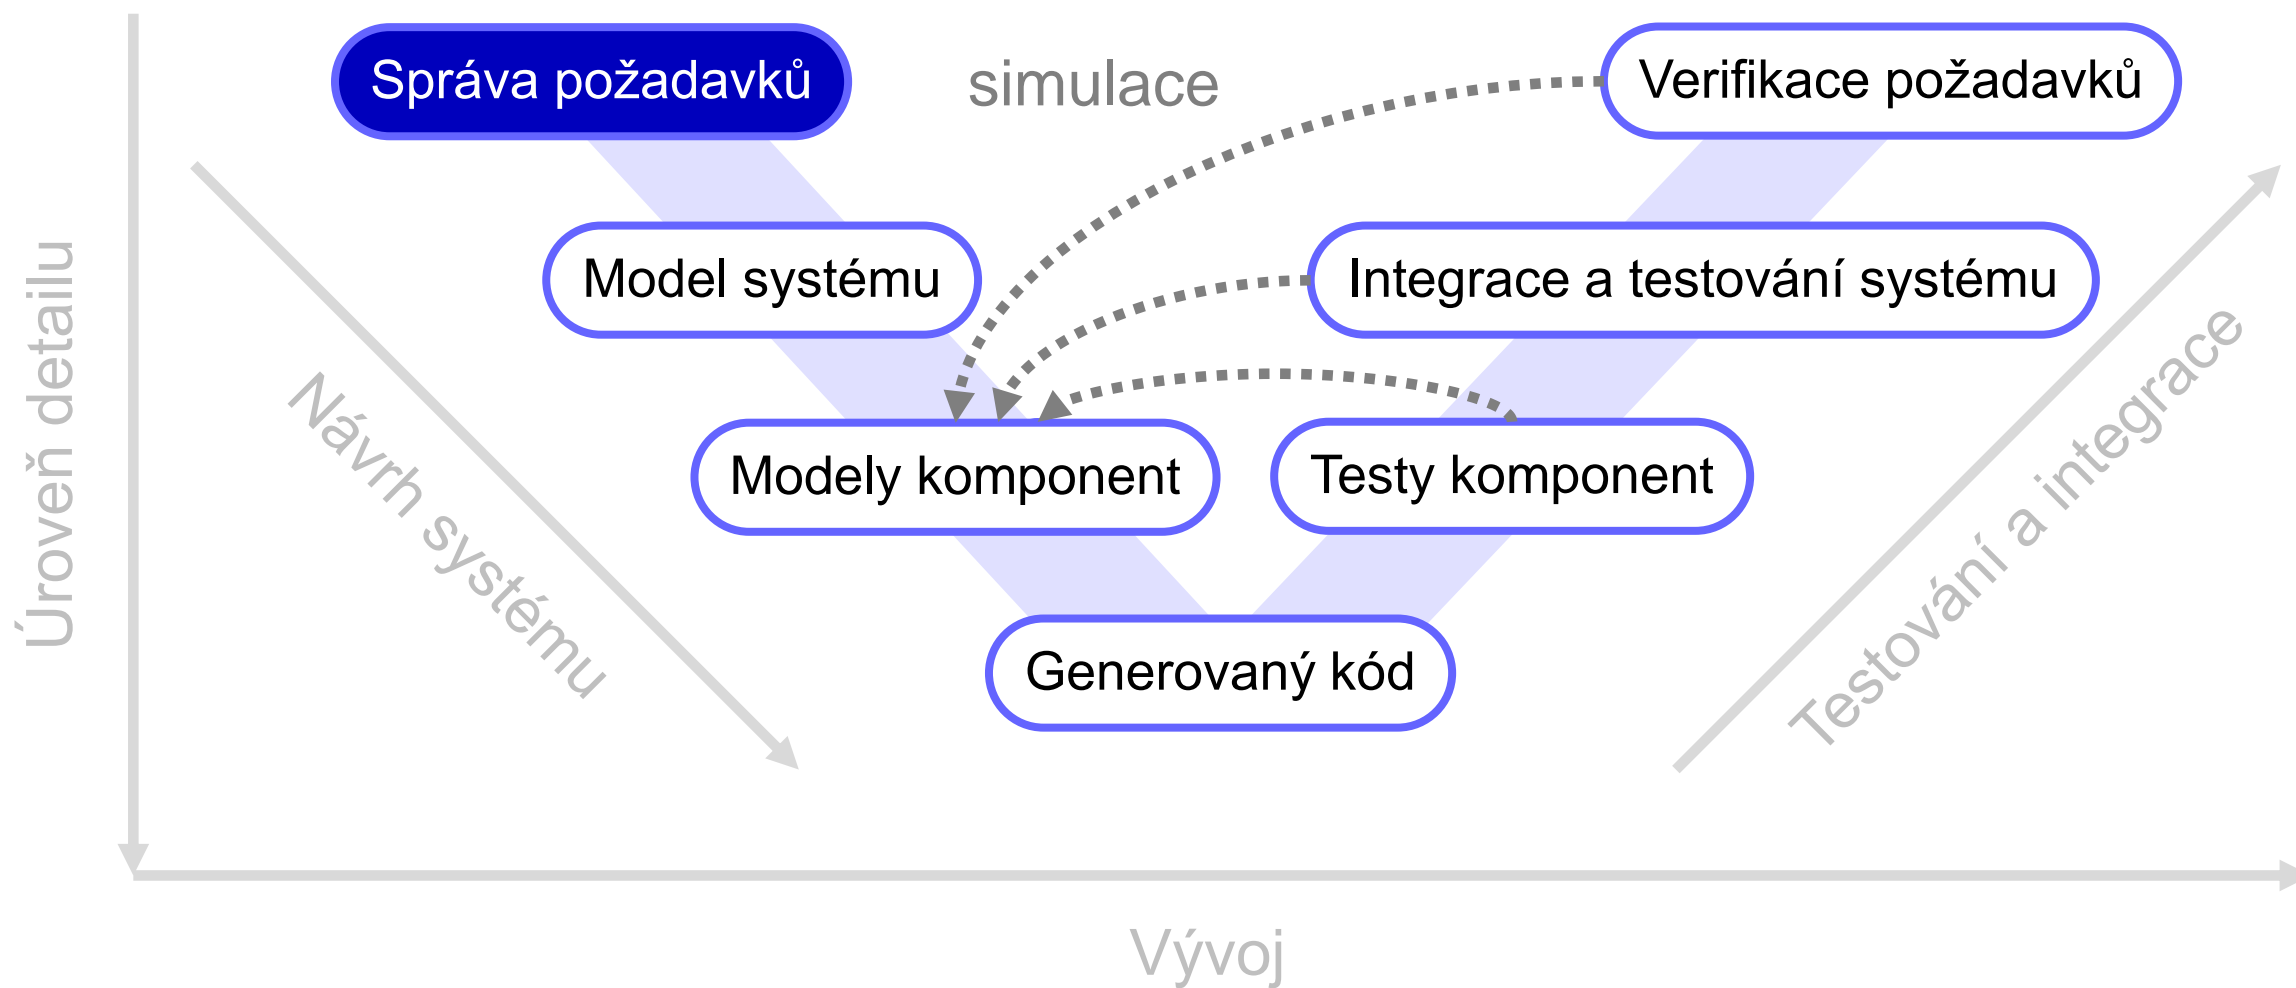 Správa požadavků
simulace
Verifikace požadavků
Model systému
Integrace a testování systému
Úroveň detailu
Návrh systému
Modely komponent
Testy komponent
Testování a integrace
Generovaný kód
Vývoj